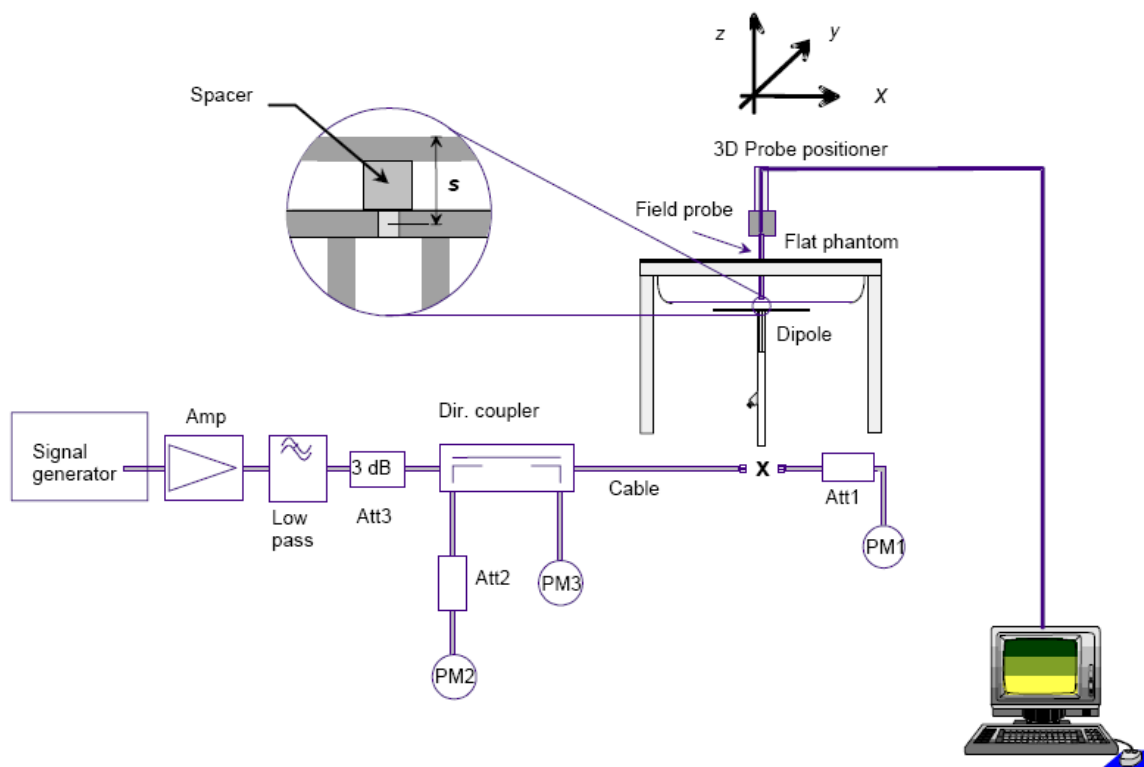 z
y
X
Spacer
s
3D Probe positioner
Field probe
Flat phantom
Dipole
Dir. coupler
Amp
Signal
generator
3 dB
Cable
X
Att1
Low
pass
Att3
Att2
PM3
PM1
PM2